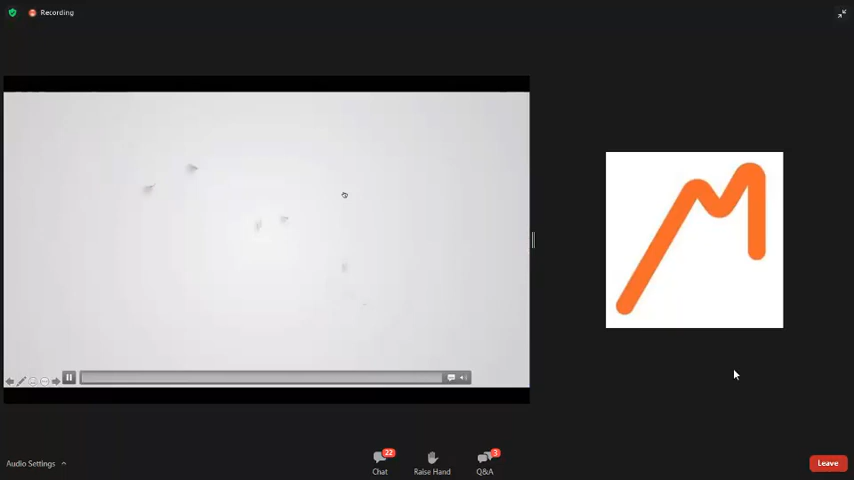 Recording
Audio Settings
22
Chat
Raise Hand
3
Q&A
Leave